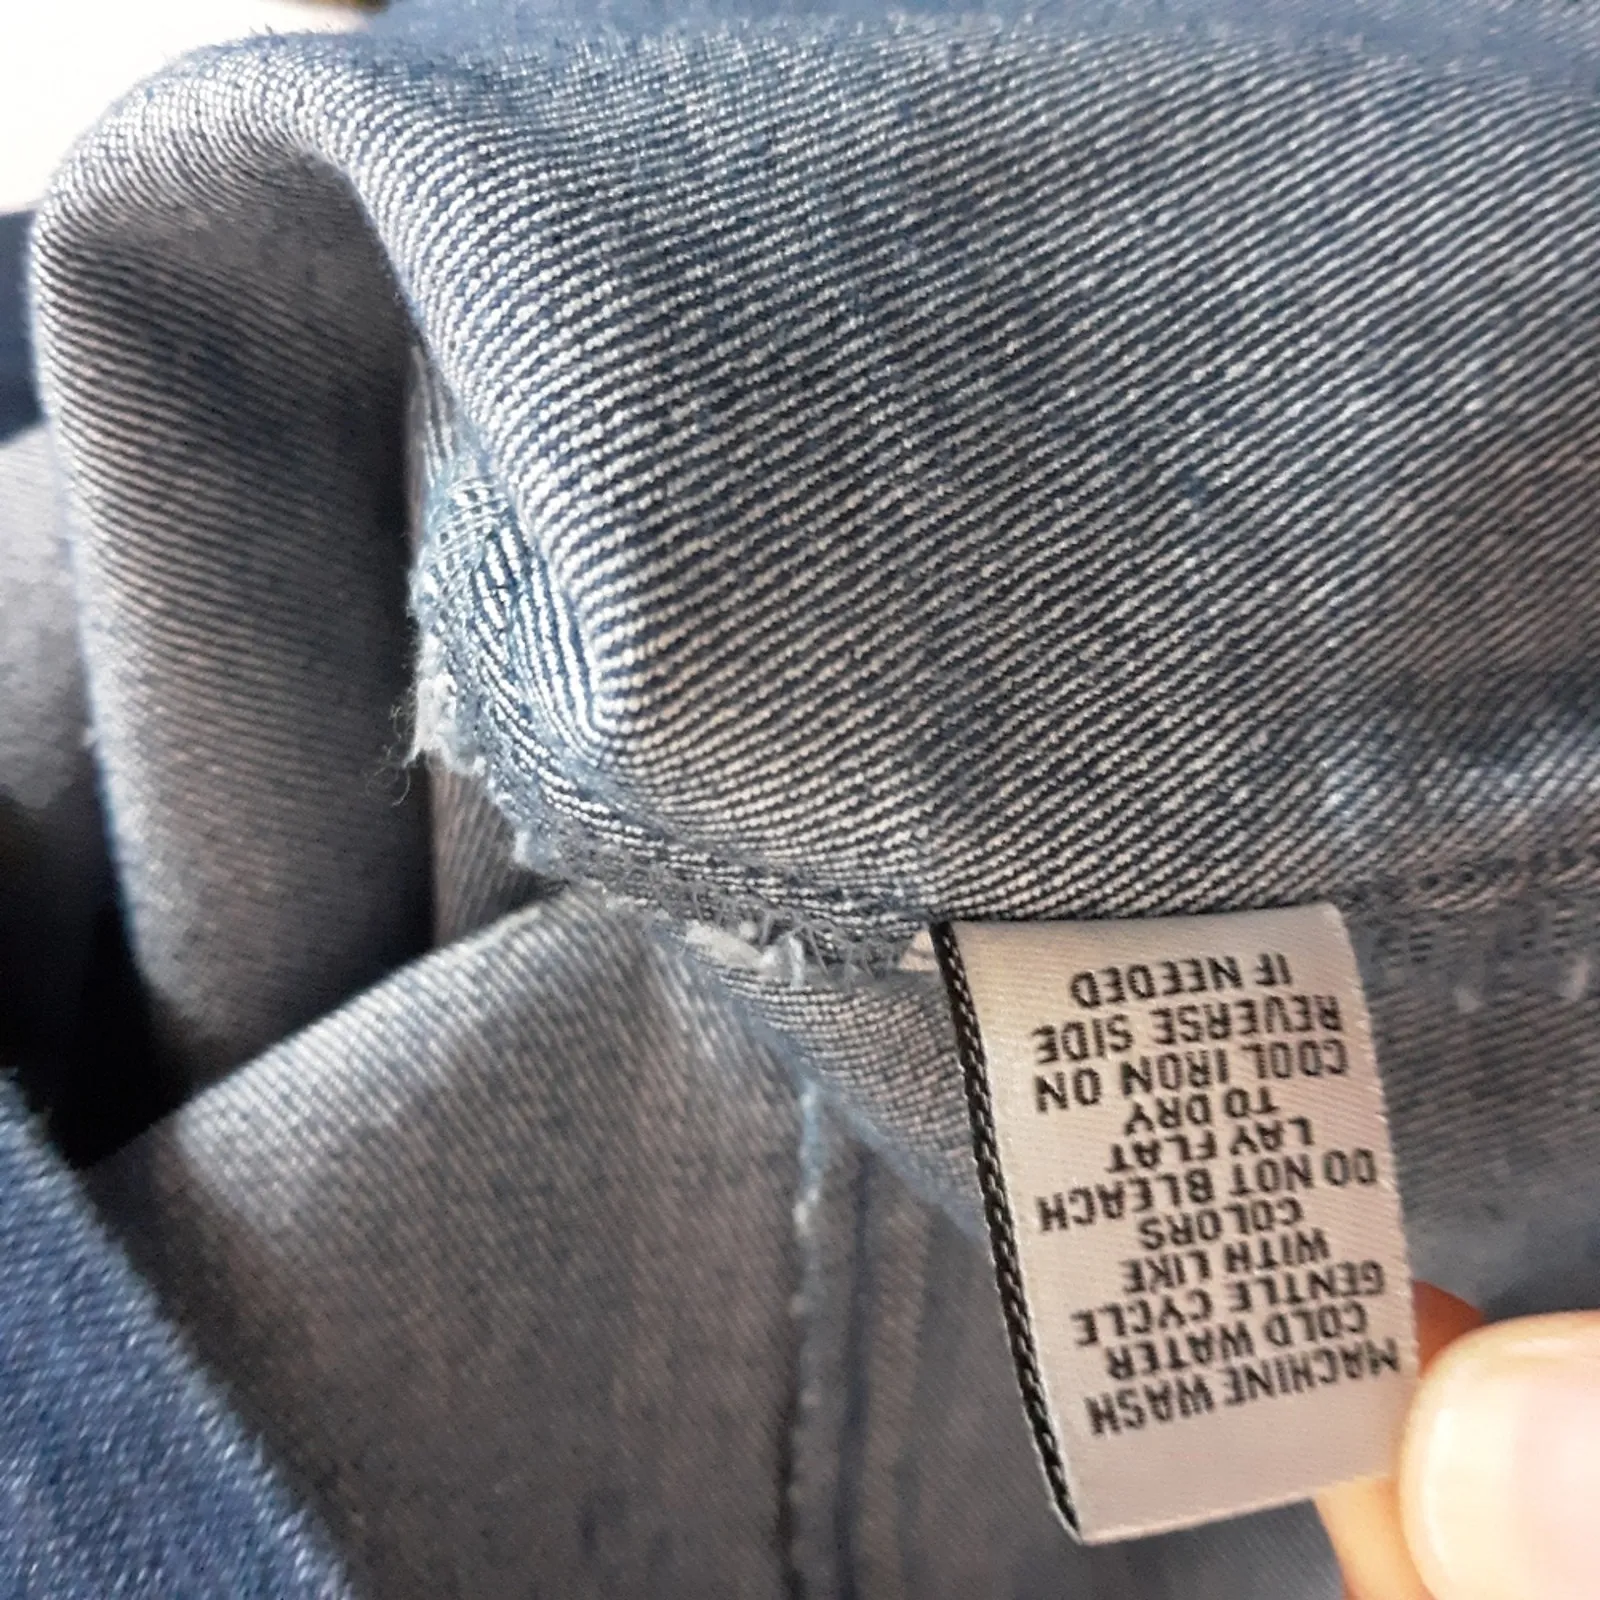 MACHINE WASH
COLD WATER
GENTLE CYCLE
WITH LIKE
COLORS
DO NOT BLEACH
LAY FLAT
TO DRY
COOL IRON ON
REVERSE SIDE
IF NEEDED